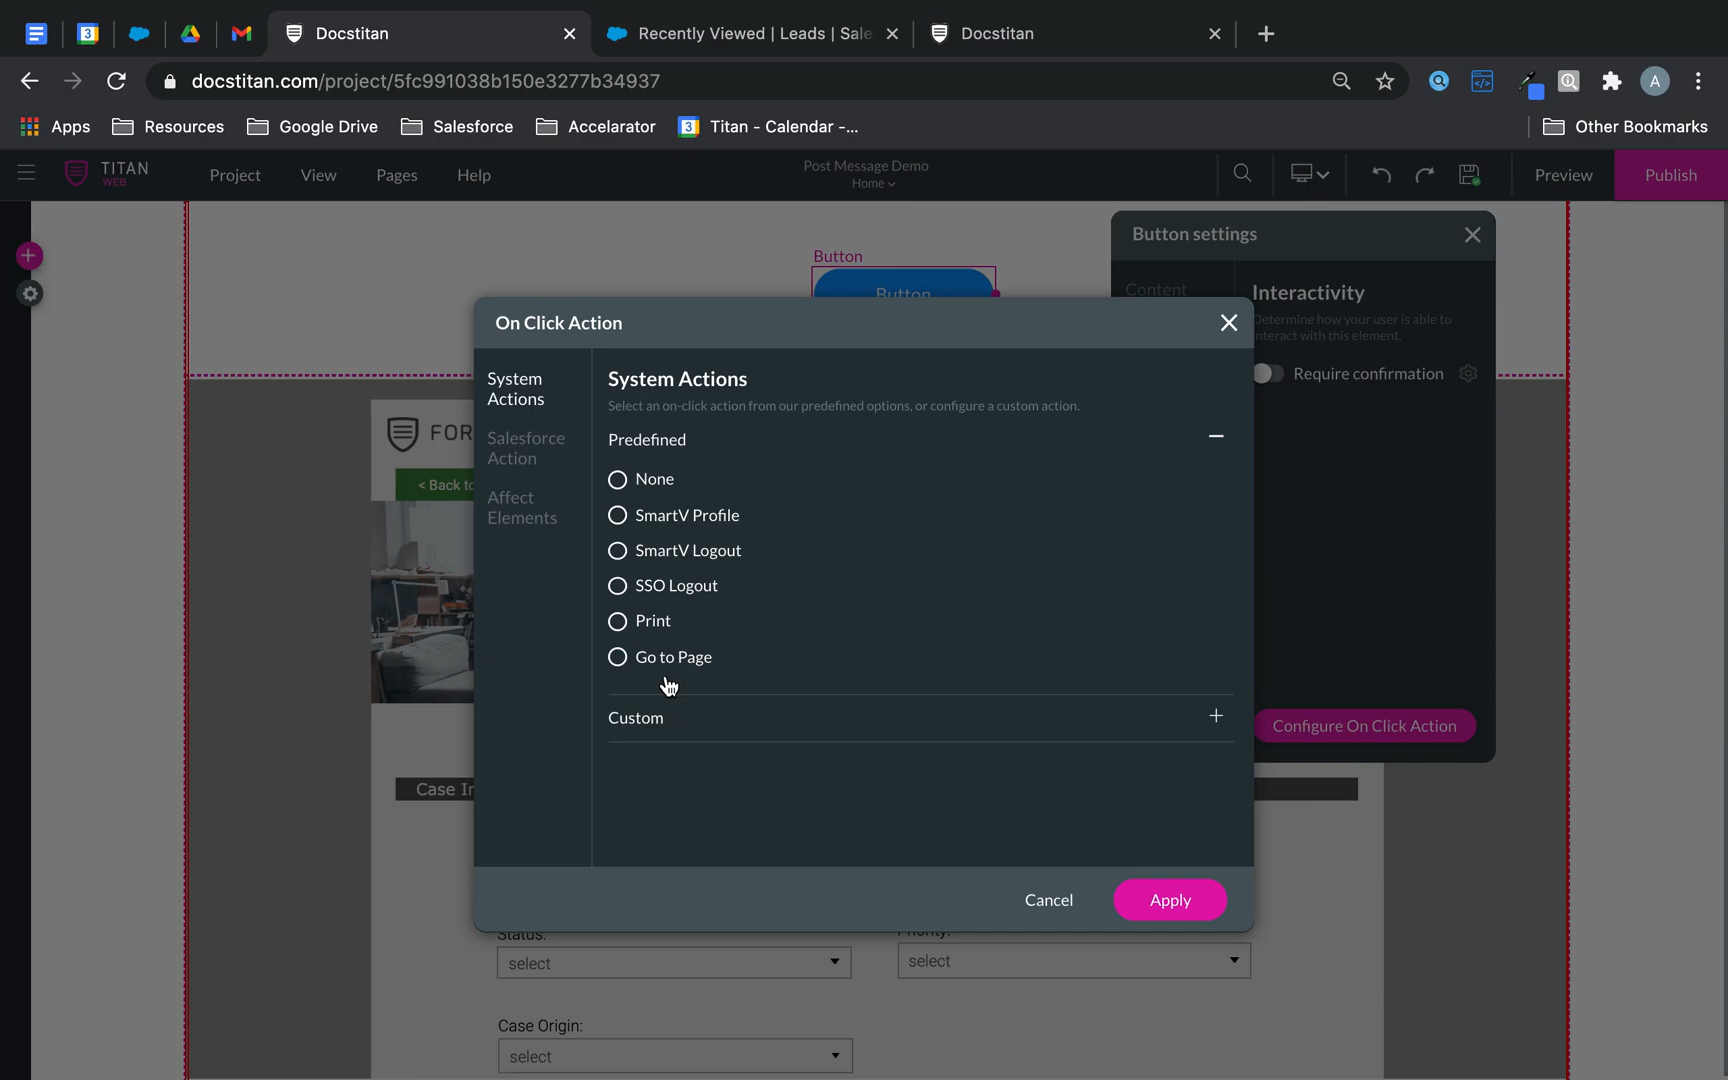 Docstitan
Recently Viewed | Leads | Sale
Docstitan
docstitan.com/project/5fc991038b150e3277b34937
A
Apps
Resources
Google Drive
Salesforce
Accelarator
3
Titan - Calendar -...
Other Bookmarks
TITAN
WEB
Project
View
Pages
Help
Post Message Demo
Home
Preview
Publish
Button
Button
Button settings
Content
Interactivity
Determine how your user is able to
interact with this element.
Require confirmation
Configure On Click Action
On Click Action
System
Actions
Salesforce
Action
Affect
Elements
System Actions
Select an on-click action from our predefined options, or configure a custom action.
Predefined
None
SmartV Profile
SmartV Logout
SSO Logout
Print
Go to Page
Custom
Cancel
Apply
FOR
< Back to
Case In
Status:
Priority:
select
select
Case Origin:
select